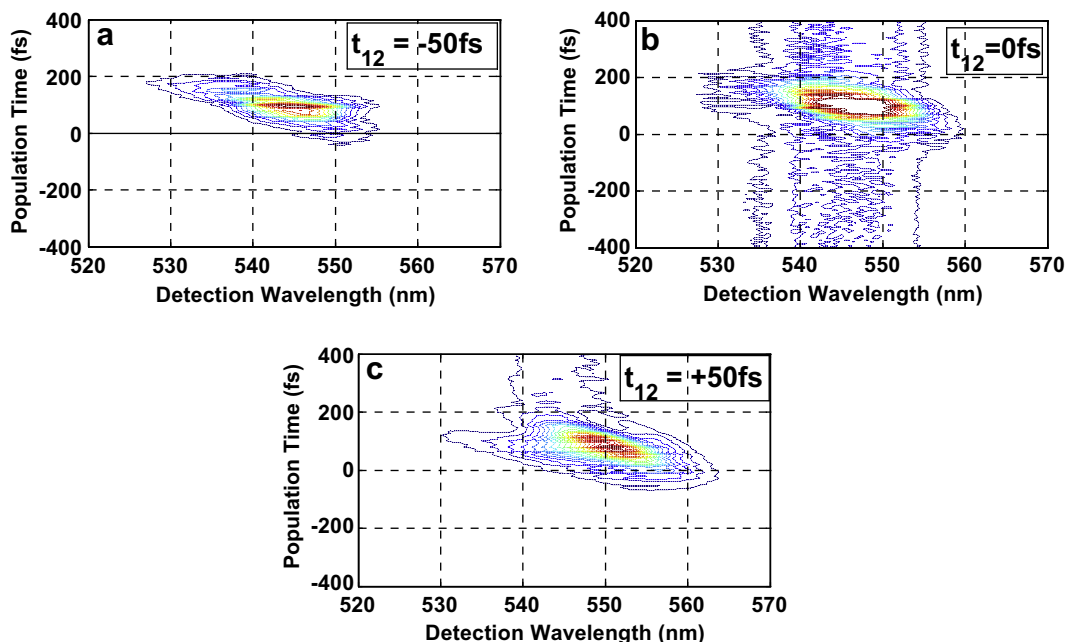 a
t12 = -50fs
Population Time (fs)
400
200
0
-200
-400
520 530 540 550 560 570
Detection Wavelength (nm)
b
t12=0fs
Population Time (fs)
400
200
0
-200
-400
520 530 540 550 560 570
Detection Wavelength (nm)
c
t12 = +50fs
Population Time (fs)
400
200
0
-200
-400
520 530 540 550 560 570
Detection Wavelength (nm)